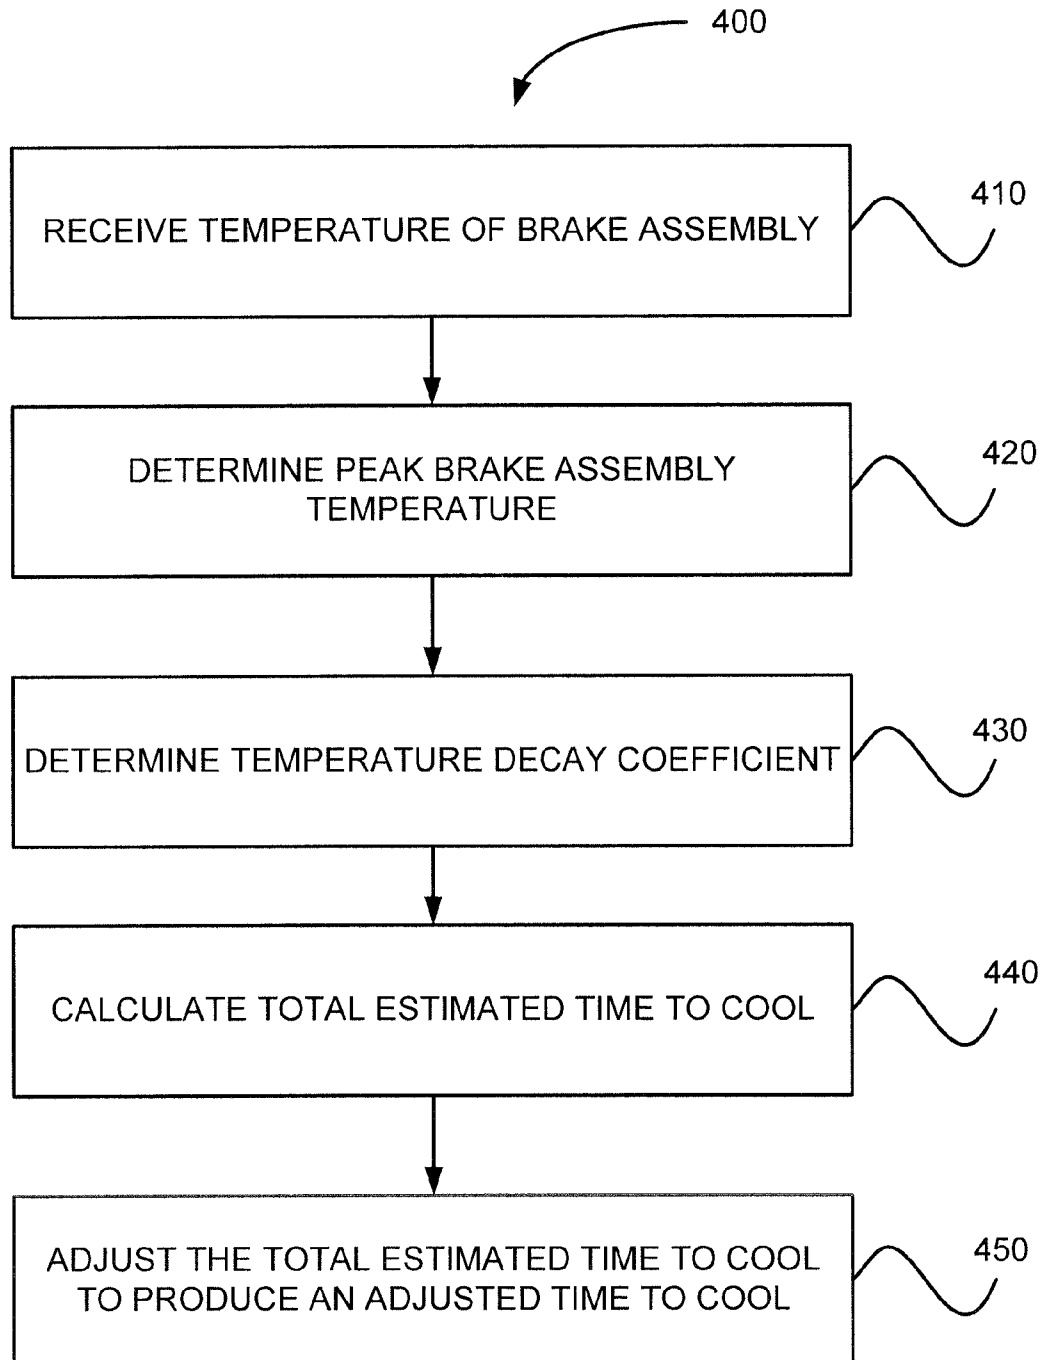 400
RECEIVE TEMPERATURE OF BRAKE ASSEMBLY
410
DETERMINE PEAK BRAKE ASSEMBLY
TEMPERATURE
420
DETERMINE TEMPERATURE DECAY COEFFICIENT
430
CALCULATE TOTAL ESTIMATED TIME TO COOL
440
ADJUST THE TOTAL ESTIMATED TIME TO COOL
TO PRODUCE AN ADJUSTED TIME TO COOL
450